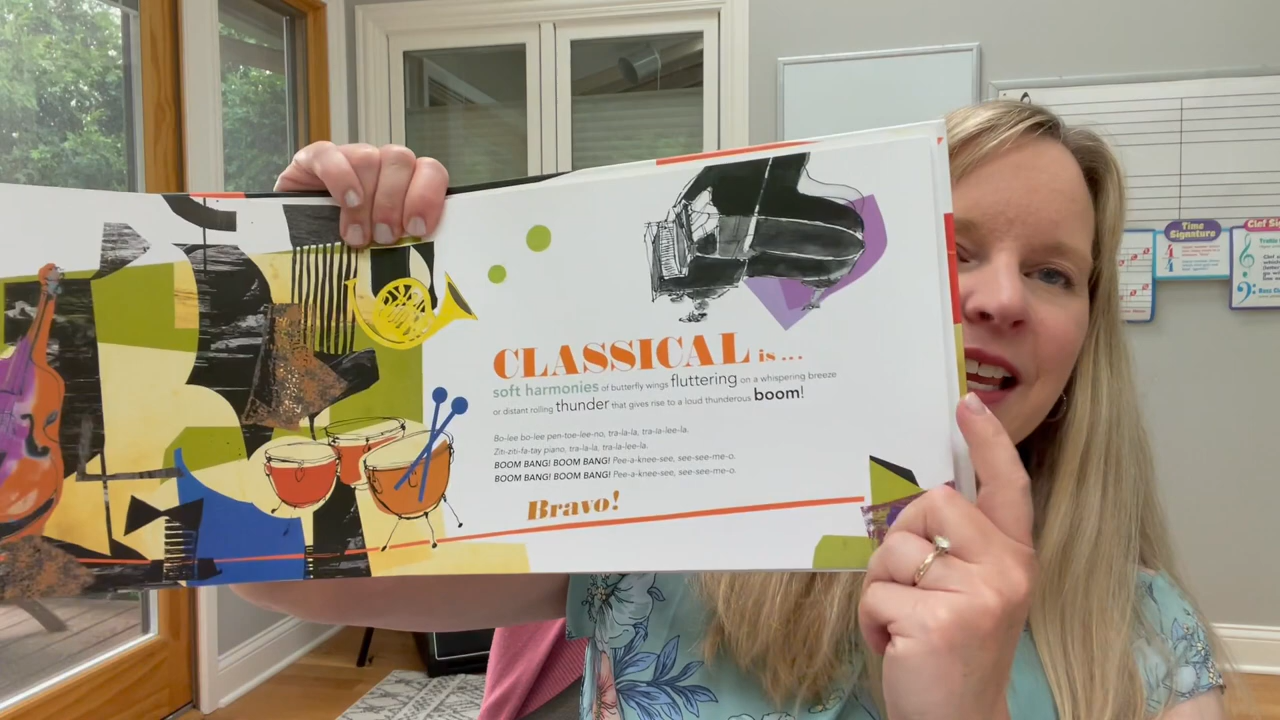 CLASSICAL is...
soft harmonies of butterfly wings fluttering on a whispering breeze
or distant rolling thunder that gives rise to a loud thunderous boom!
Bo-lee bo-lee pen-toe-lee-no, tra-la-la, tra-la-lee-la.
Ziti-ziti-fa-tay piano, tra-la-la, tra-la-lee-la.
BOOM BANG! BOOM BANG! Pee-a-knee-see, see-see-me-o.
BOOM BANG! BOOM BANG! Pee-a-knee-see, see-see-me-o.
Bravo!
Time
Signature
Clef